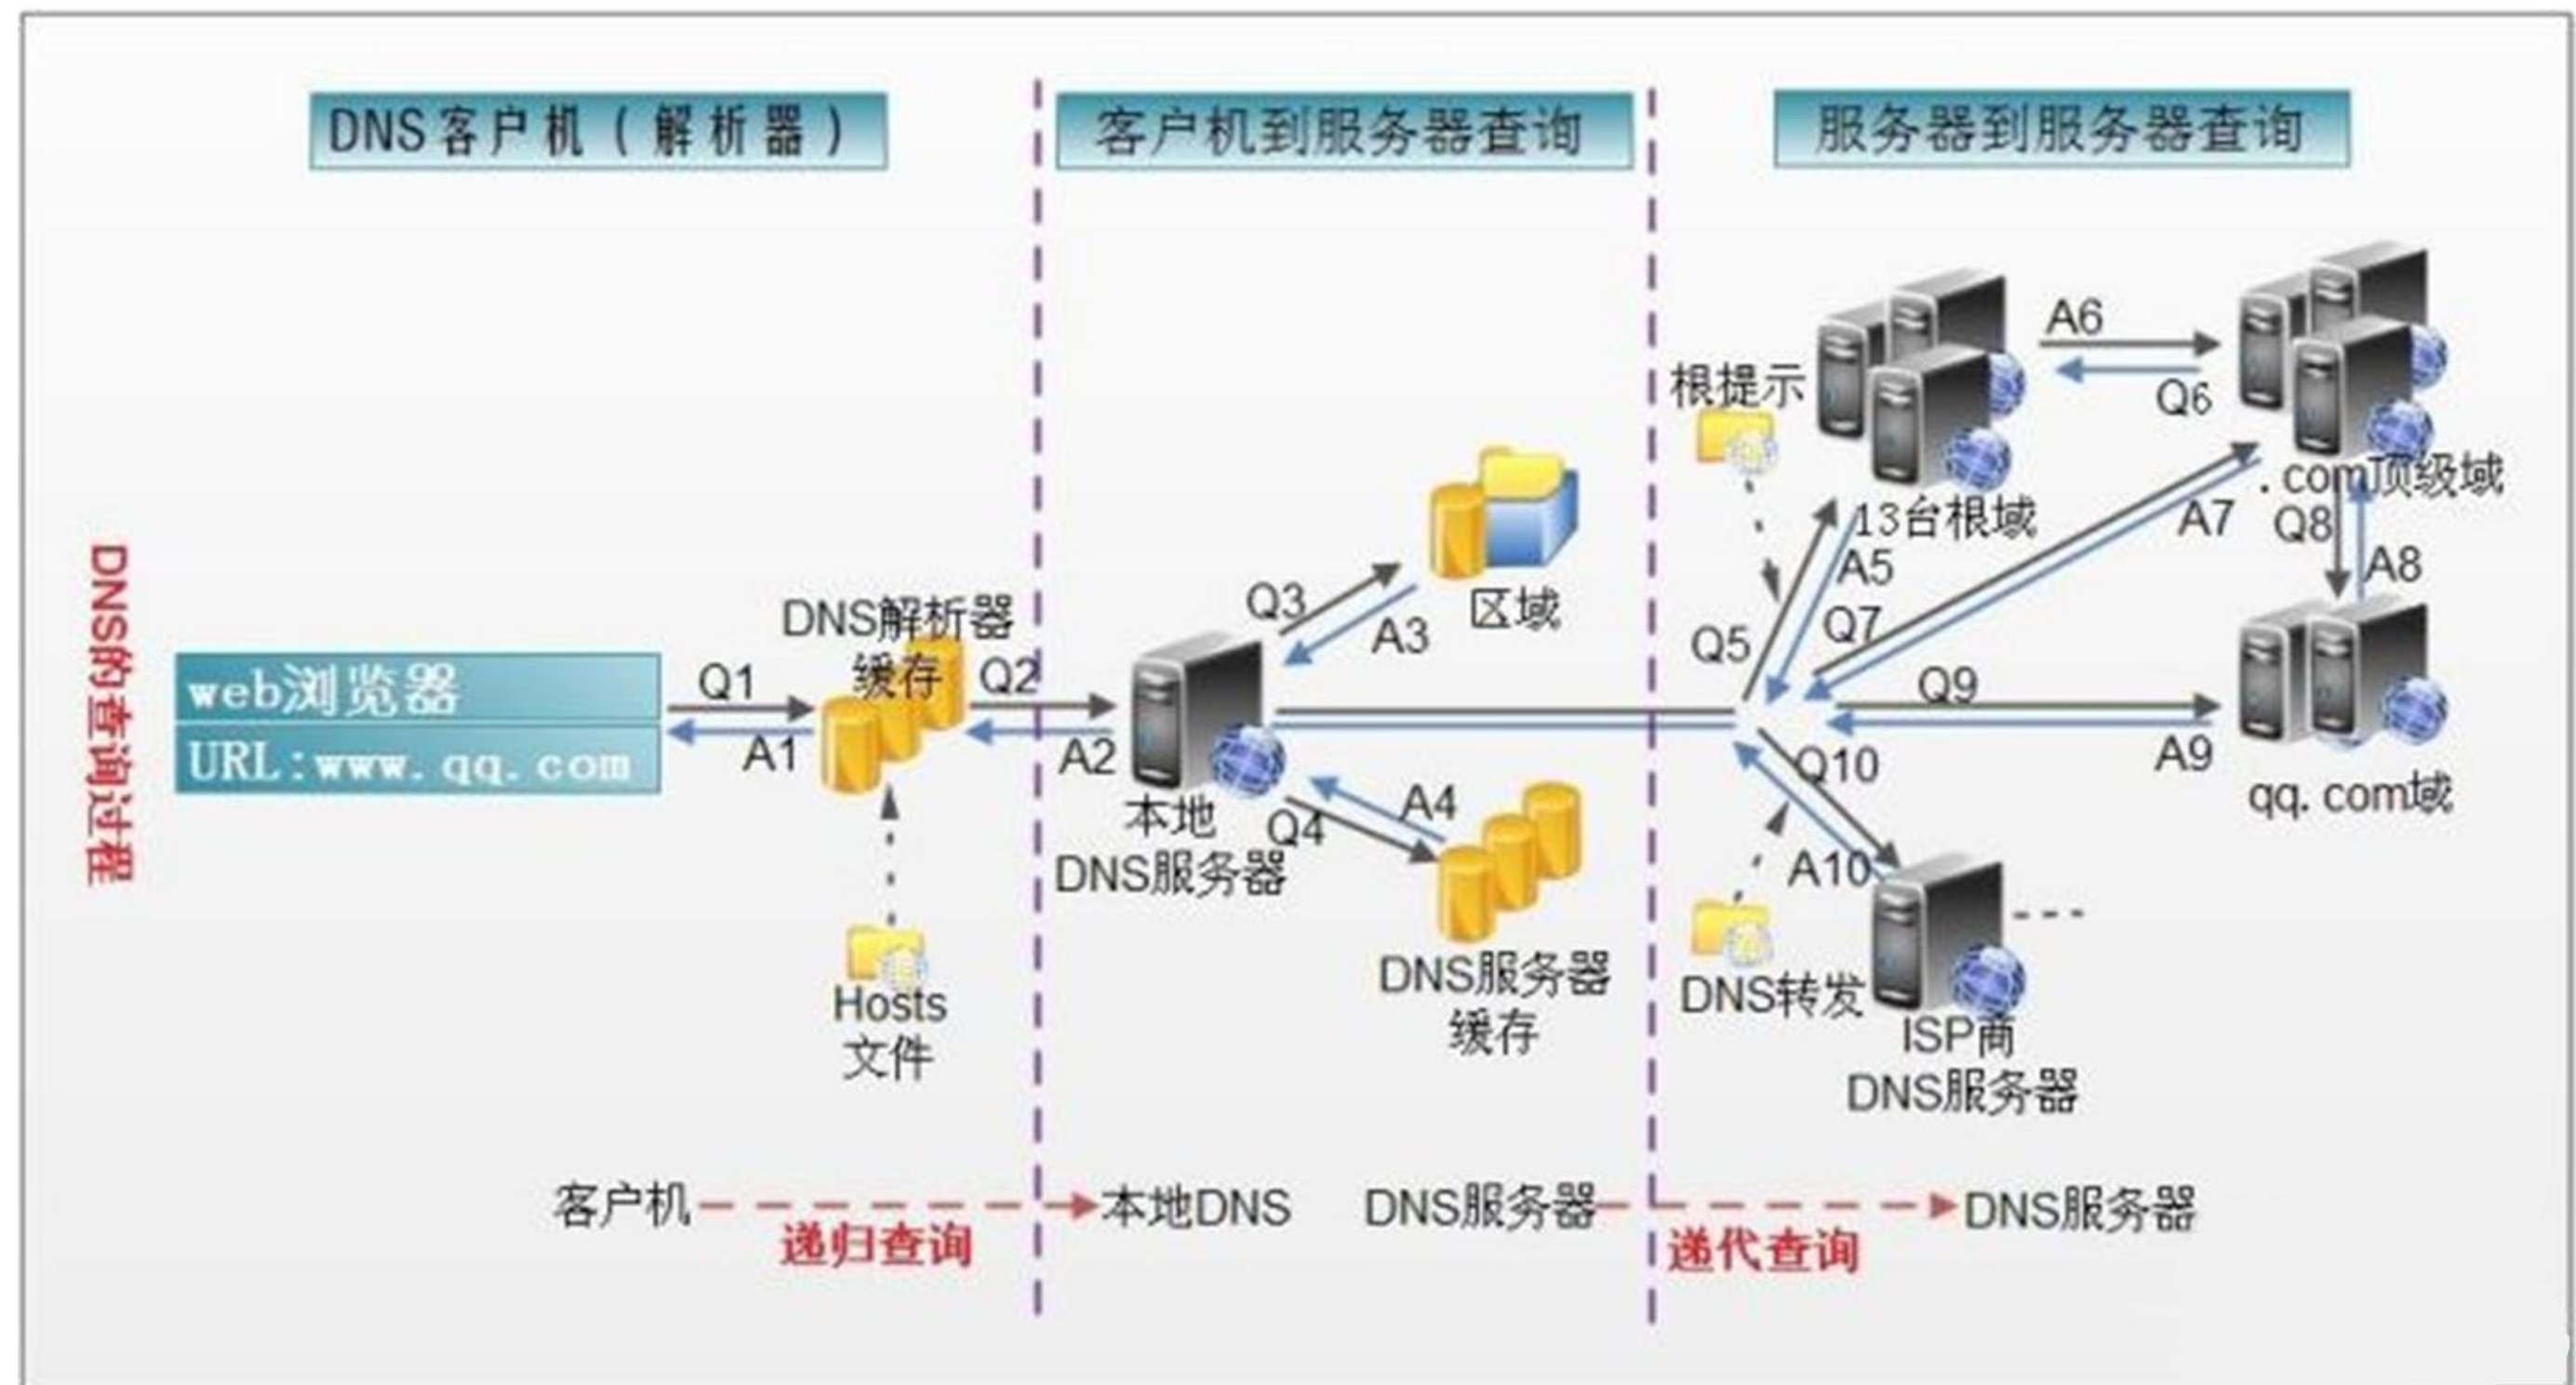 DNS客户机（解析器）
客户机到服务器查询
服务器到服务器查询
DNS的查询过程
web浏览器
URL:www.qq.com
Q1
A1
DNS解析器
缓存
Hosts
文件
Q2
A2
本地
DNS服务器
Q3
A3
区域
Q4
A4
DNS服务器
缓存
根提示
13台根域
A6
Q6
.com顶级域
Q5
A5
Q7
A7
Q8
A8
Q9
A9
qq.com域
Q10
A10
DNS转发
ISP商
DNS服务器
客户机
递归查询
本地DNS
DNS服务器
递代查询
DNS服务器